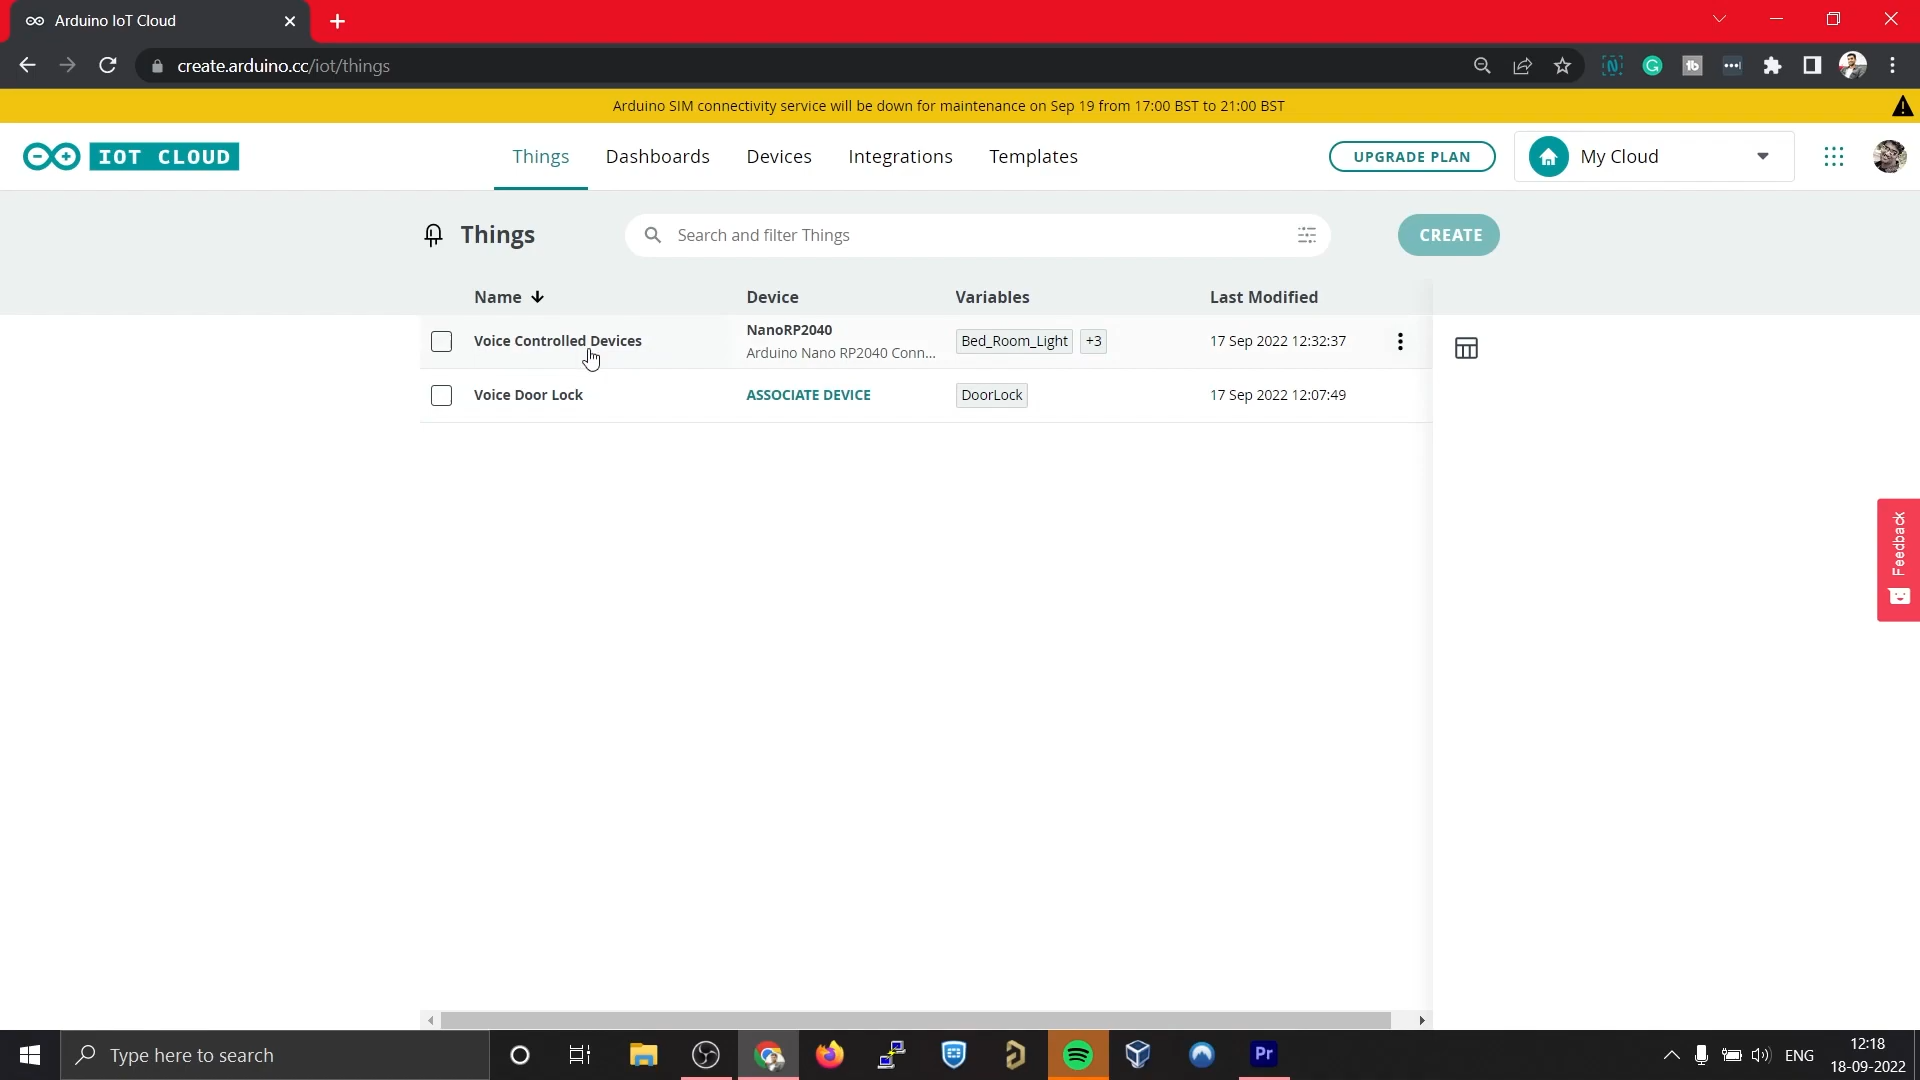 Arduino IoT Cloud
create.arduino.cc/iot/things
Arduino SIM connectivity service will be down for maintenance on Sep 19 from 17:00 BST to 21:00 BST
IOT CLOUD
Things
Dashboards
Devices
Integrations
Templates
UPGRADE PLAN
My Cloud
Things
Search and filter Things
CREATE
Name
Device
Variables
Last Modified
Voice Controlled Devices
NanoRP2040
Arduino Nano RP2040 Conn...
Bed_Room_Light
+3
17 Sep 2022 12:32:37
Voice Door Lock
ASSOCIATE DEVICE
DoorLock
17 Sep 2022 12:07:49
Feedback
Type here to search
Pr
ENG
12:18
18-09-2022